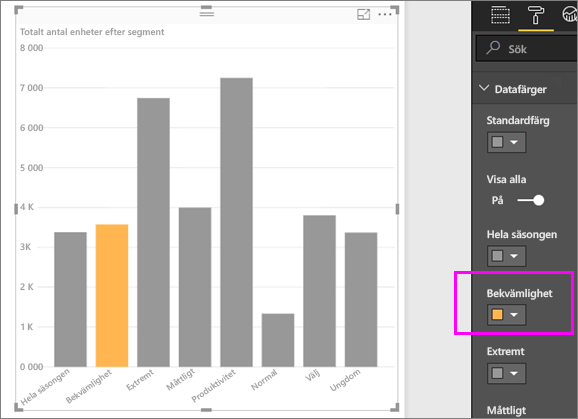 Totalt antal enheter efter segment
8 000
7 000
6 000
5 000
4 K
3K
2 K
1 K
0 000
Hela säsongen
Bekvämlighet
Extremt
Måttligt
Produktivitet
Normal
Välj
Ungdom
Sök
Datafärger
Standardfärg
Visa alla
På
Hela säsongen
Bekvämlighet
Extremt
Måttligt